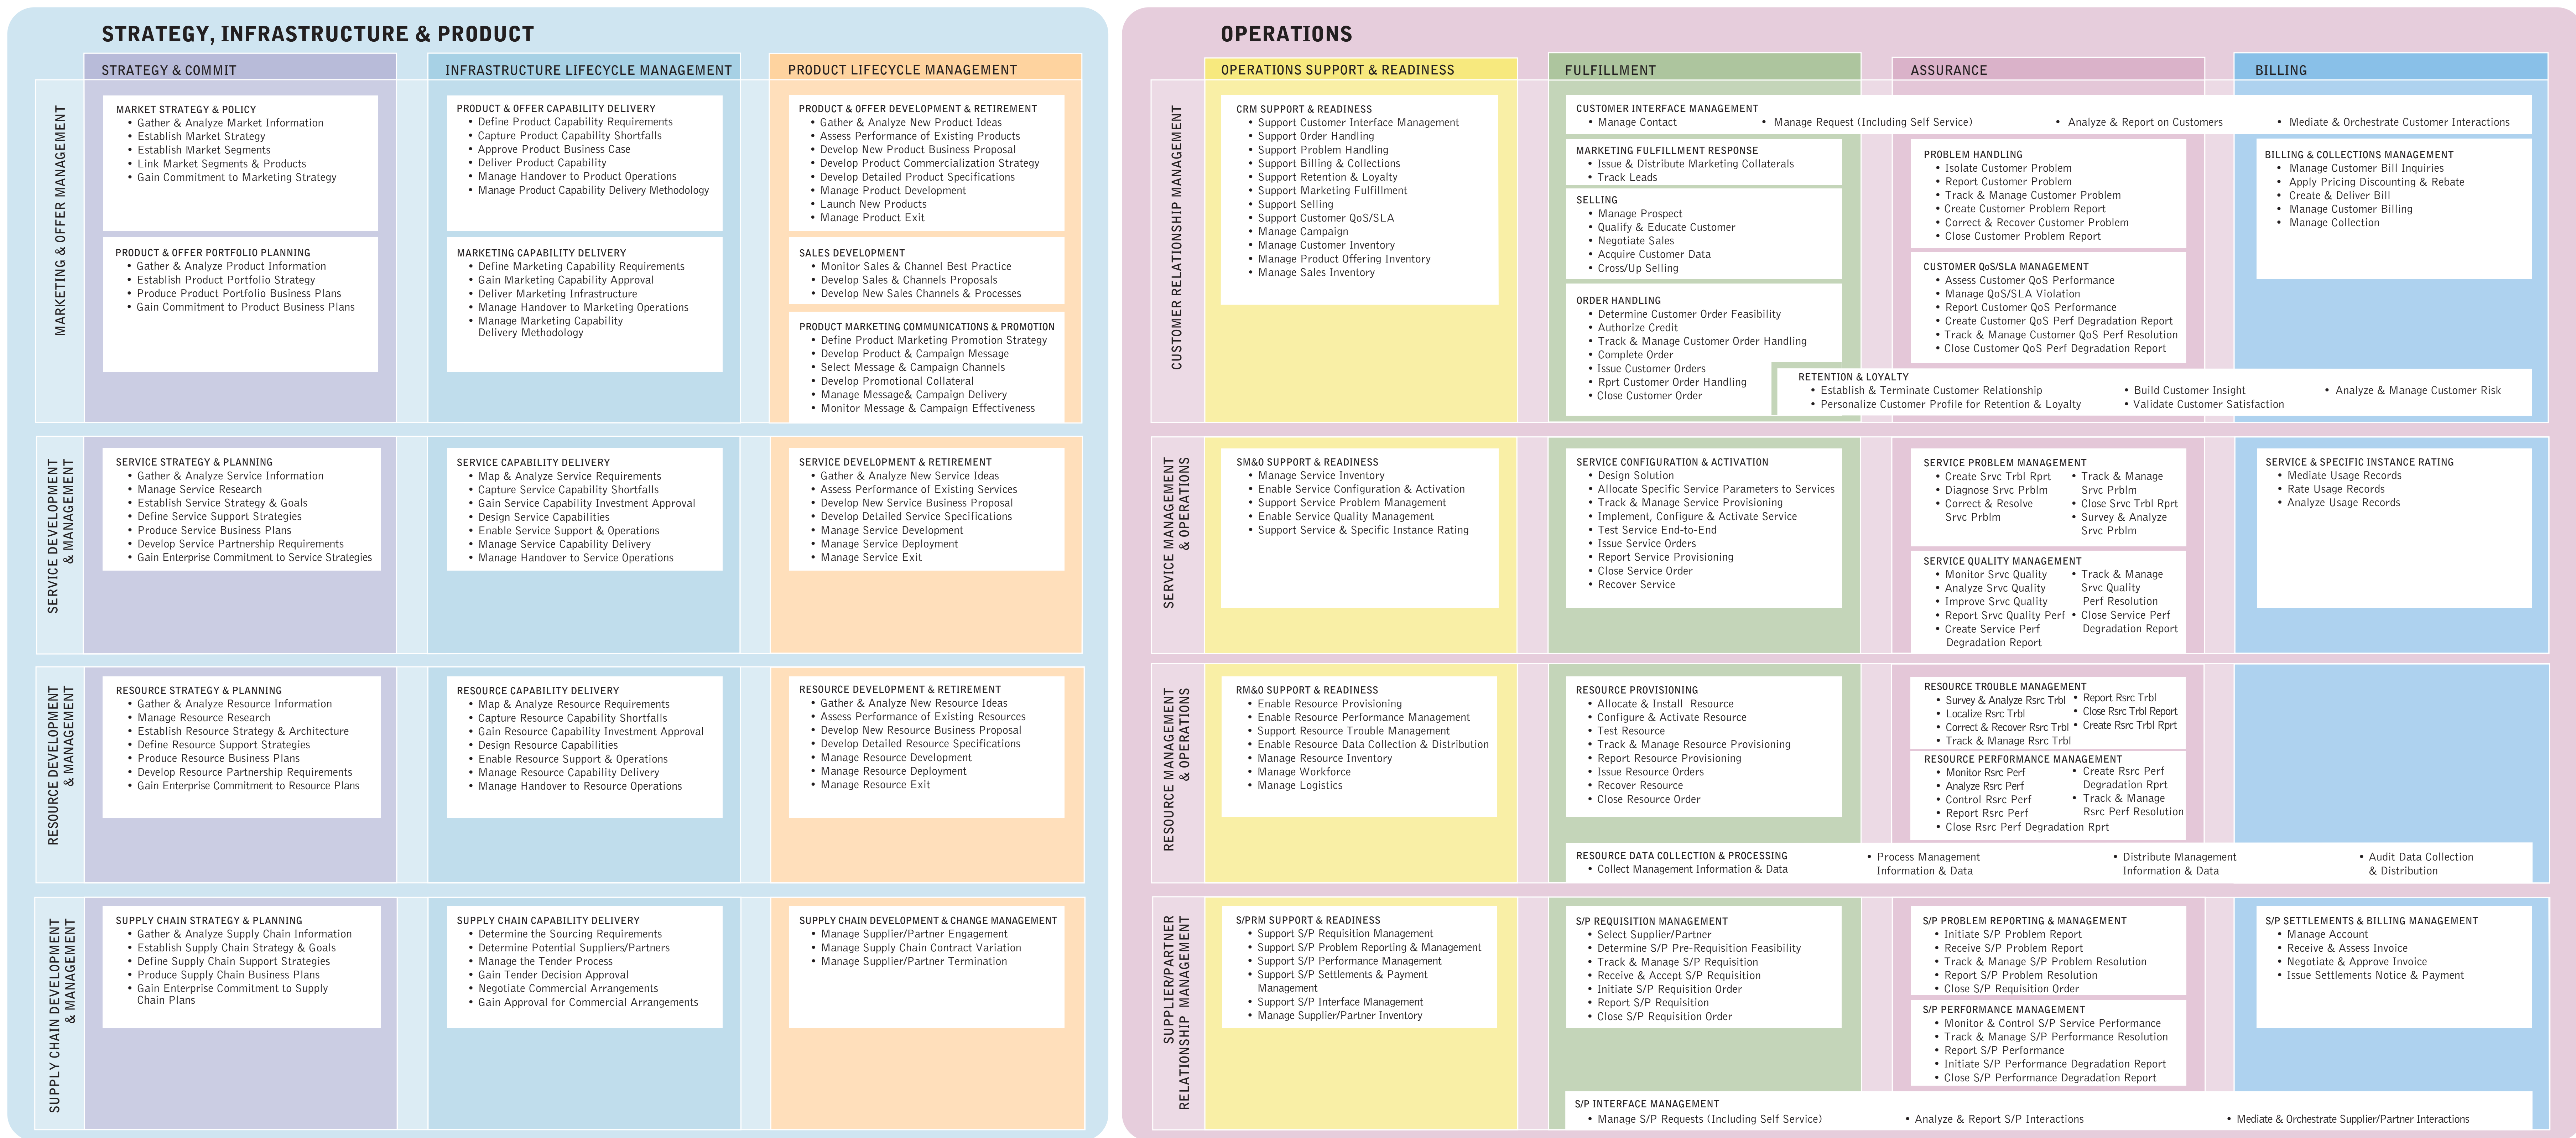 STRATEGY, INFRASTRUCTURE & PRODUCT
STRATEGY & COMMIT
INFRASTRUCTURE LIFECYCLE MANAGEMENT
PRODUCT LIFECYCLE MANAGEMENT
MARKETING & OFFER MANAGEMENT
MARKET STRATEGY & POLICY
• Gather & Analyze Market Information
• Establish Market Strategy
• Establish Market Segments
• Link Market Segments & Products
• Gain Commitment to Marketing Strategy
PRODUCT & OFFER PORTFOLIO PLANNING
• Gather & Analyze Product Information
• Establish Product Portfolio Strategy
• Produce Product Portfolio Business Plans
• Gain Commitment to Product Business Plans
PRODUCT & OFFER CAPABILITY DELIVERY
• Define Product Capability Requirements
• Capture Product Capability Shortfalls
• Approve Product Business Case
• Deliver Product Capability
• Manage Handover to Product Operations
• Manage Product Capability Delivery Methodology
MARKETING CAPABILITY DELIVERY
• Define Marketing Capability Requirements
• Gain Marketing Capability Approval
• Deliver Marketing Infrastructure
• Manage Handover to Marketing Operations
• Manage Marketing Capability
Delivery Methodology
PRODUCT & OFFER DEVELOPMENT & RETIREMENT
• Gather & Analyze New Product Ideas
• Assess Performance of Existing Products
• Develop New Product Business Proposal
• Develop Product Commercialization Strategy
• Develop Detailed Product Specifications
• Manage Product Development
• Launch New Products
• Manage Product Exit
SALES DEVELOPMENT
• Monitor Sales & Channel Best Practice
• Develop Sales & Channels Proposals
• Develop New Sales Channels & Processes
PRODUCT MARKETING COMMUNICATIONS & PROMOTION
• Define Product Marketing Promotion Strategy
• Develop Product & Campaign Message
• Select Message & Campaign Channels
• Develop Promotional Collateral
• Manage Message& Campaign Delivery
• Monitor Message & Campaign Effectiveness
SERVICE DEVELOPMENT
& MANAGEMENT
SERVICE STRATEGY & PLANNING
• Gather & Analyze Service Information
• Manage Service Research
• Establish Service Strategy & Goals
• Define Service Support Strategies
• Produce Service Business Plans
• Develop Service Partnership Requirements
• Gain Enterprise Commitment to Service Strategies
SERVICE CAPABILITY DELIVERY
• Map & Analyze Service Requirements
• Capture Service Capability Shortfalls
• Gain Service Capability Investment Approval
• Design Service Capabilities
• Enable Service Support & Operations
• Manage Service Capability Delivery
• Manage Handover to Service Operations
SERVICE DEVELOPMENT & RETIREMENT
• Gather & Analyze New Service Ideas
• Assess Performance of Existing Services
• Develop New Service Business Proposal
• Develop Detailed Service Specifications
• Manage Service Development
• Manage Service Deployment
• Manage Service Exit
RESOURCE DEVELOPMENT
& MANAGEMENT
RESOURCE STRATEGY & PLANNING
• Gather & Analyze Resource Information
• Manage Resource Research
• Establish Resource Strategy & Architecture
• Define Resource Support Strategies
• Produce Resource Business Plans
• Develop Resource Partnership Requirements
• Gain Enterprise Commitment to Resource Plans
RESOURCE CAPABILITY DELIVERY
• Map & Analyze Resource Requirements
• Capture Resource Capability Shortfalls
• Gain Resource Capability Investment Approval
• Design Resource Capabilities
• Enable Resource Support & Operations
• Manage Resource Capability Delivery
• Manage Handover to Resource Operations
RESOURCE DEVELOPMENT & RETIREMENT
• Gather & Analyze New Resource Ideas
• Assess Performance of Existing Resources
• Develop New Resource Business Proposal
• Develop Detailed Resource Specifications
• Manage Resource Development
• Manage Resource Deployment
• Manage Resource Exit
SUPPLY CHAIN DEVELOPMENT
& MANAGEMENT
SUPPLY CHAIN STRATEGY & PLANNING
• Gather & Analyze Supply Chain Information
• Establish Supply Chain Strategy & Goals
• Define Supply Chain Support Strategies
• Produce Supply Chain Business Plans
• Gain Enterprise Commitment to Supply
Chain Plans
SUPPLY CHAIN CAPABILITY DELIVERY
• Determine the Sourcing Requirements
• Determine Potential Suppliers/Partners
• Manage the Tender Process
• Gain Tender Decision Approval
• Negotiate Commercial Arrangements
• Gain Approval for Commercial Arrangements
SUPPLY CHAIN DEVELOPMENT & CHANGE MANAGEMENT
• Manage Supplier/Partner Engagement
• Manage Supply Chain Contract Variation
• Manage Supplier/Partner Termination
OPERATIONS
OPERATIONS SUPPORT & READINESS
FULFILLMENT
ASSURANCE
BILLING
CUSTOMER RELATIONSHIP MANAGEMENT
CRM SUPPORT & READINESS
• Support Customer Interface Management
• Support Order Handling
• Support Problem Handling
• Support Billing & Collections
• Support Retention & Loyalty
• Support Marketing Fulfillment
• Support Selling
• Support Customer QoS/SLA
• Manage Campaign
• Manage Customer Inventory
• Manage Product Offering Inventory
• Manage Sales Inventory
CUSTOMER INTERFACE MANAGEMENT
• Manage Contact • Manage Request (Including Self Service) • Analyze & Report on Customers • Mediate & Orchestrate Customer Interactions
MARKETING FULFILLMENT RESPONSE
• Issue & Distribute Marketing Collaterals
• Track Leads
SELLING
• Manage Prospect
• Qualify & Educate Customer
• Negotiate Sales
• Acquire Customer Data
• Cross/Up Selling
ORDER HANDLING
• Determine Customer Order Feasibility
• Authorize Credit
• Track & Manage Customer Order Handling
• Complete Order
• Issue Customer Orders
• Rprt Customer Order Handling
• Close Customer Order
PROBLEM HANDLING
• Isolate Customer Problem
• Report Customer Problem
• Track & Manage Customer Problem
• Create Customer Problem Report
• Correct & Recover Customer Problem
• Close Customer Problem Report
CUSTOMER QoS/SLA MANAGEMENT
• Assess Customer QoS Performance
• Manage QoS/SLA Violation
• Report Customer QoS Performance
• Create Customer QoS Perf Degradation Report
• Track & Manage Customer QoS Perf Resolution
• Close Customer QoS Perf Degradation Report
BILLING & COLLECTIONS MANAGEMENT
• Manage Customer Bill Inquiries
• Apply Pricing Discounting & Rebate
• Create & Deliver Bill
• Manage Customer Billing
• Manage Collection
RETENTION & LOYALTY
• Establish & Terminate Customer Relationship • Build Customer Insight • Analyze & Manage Customer Risk
• Personalize Customer Profile for Retention & Loyalty • Validate Customer Satisfaction
SERVICE MANAGEMENT
& OPERATIONS
SM&O SUPPORT & READINESS
• Manage Service Inventory
• Enable Service Configuration & Activation
• Support Service Problem Management
• Enable Service Quality Management
• Support Service & Specific Instance Rating
SERVICE CONFIGURATION & ACTIVATION
• Design Solution
• Allocate Specific Service Parameters to Services
• Track & Manage Service Provisioning
• Implement, Configure & Activate Service
• Test Service End-to-End
• Issue Service Orders
• Report Service Provisioning
• Close Service Order
• Recover Service
SERVICE PROBLEM MANAGEMENT
• Create Srvc Trbl Rprt
• Diagnose Srvc Prblm
• Correct & Resolve
Srvc Prblm
• Track & Manage
Srvc Prblm
• Close Srvc Trbl Rprt
• Survey & Analyze
Srvc Prblm
SERVICE QUALITY MANAGEMENT
• Monitor Srvc Quality
• Analyze Srvc Quality
• Improve Srvc Quality
• Report Srvc Quality Perf
• Create Service Perf
Degradation Report
• Track & Manage
Srvc Quality
Perf Resolution
• Close Service Perf
Degradation Report
SERVICE & SPECIFIC INSTANCE RATING
• Mediate Usage Records
• Rate Usage Records
• Analyze Usage Records
RESOURCE MANAGEMENT
& OPERATIONS
RM&O SUPPORT & READINESS
• Enable Resource Provisioning
• Enable Resource Performance Management
• Support Resource Trouble Management
• Enable Resource Data Collection & Distribution
• Manage Resource Inventory
• Manage Workforce
• Manage Logistics
RESOURCE PROVISIONING
• Allocate & Install Resource
• Configure & Activate Resource
• Test Resource
• Track & Manage Resource Provisioning
• Report Resource Provisioning
• Issue Resource Orders
• Recover Resource
• Close Resource Order
RESOURCE TROUBLE MANAGEMENT
• Survey & Analyze Rsrc Trbl
• Localize Rsrc Trbl
• Correct & Recover Rsrc Trbl
• Track & Manage Rsrc Trbl
• Report Rsrc Trbl
• Close Rsrc Trbl Report
• Create Rsrc Trbl Rprt
RESOURCE PERFORMANCE MANAGEMENT
• Monitor Rsrc Perf
• Analyze Rsrc Perf
• Control Rsrc Perf
• Report Rsrc Perf
• Close Rsrc Perf Degradation Rprt
• Create Rsrc Perf
Degradation Rprt
• Track & Manage
Rsrc Perf Resolution
RESOURCE DATA COLLECTION & PROCESSING
• Collect Management Information & Data
• Process Management
Information & Data
• Distribute Management
Information & Data
• Audit Data Collection
& Distribution
SUPPLIER/PARTNER
RELATIONSHIP MANAGEMENT
S/PRM SUPPORT & READINESS
• Support S/P Requisition Management
• Support S/P Problem Reporting & Management
• Support S/P Performance Management
• Support S/P Settlements & Payment
Management
• Support S/P Interface Management
• Manage Supplier/Partner Inventory
S/P REQUISITION MANAGEMENT
• Select Supplier/Partner
• Determine S/P Pre-Requisition Feasibility
• Track & Manage S/P Requisition
• Receive & Accept S/P Requisition
• Initiate S/P Requisition Order
• Report S/P Requisition
• Close S/P Requisition Order
S/P PROBLEM REPORTING & MANAGEMENT
• Initiate S/P Problem Report
• Receive S/P Problem Report
• Track & Manage S/P Problem Resolution
• Report S/P Problem Resolution
• Close S/P Requisition Order
S/P PERFORMANCE MANAGEMENT
• Monitor & Control S/P Service Performance
• Track & Manage S/P Performance Resolution
• Report S/P Performance
• Initiate S/P Performance Degradation Report
• Close S/P Performance Degradation Report
S/P SETTLEMENTS & BILLING MANAGEMENT
• Manage Account
• Receive & Assess Invoice
• Negotiate & Approve Invoice
• Issue Settlements Notice & Payment
S/P INTERFACE MANAGEMENT
• Manage S/P Requests (Including Self Service) • Analyze & Report S/P Interactions • Mediate & Orchestrate Supplier/Partner Interactions